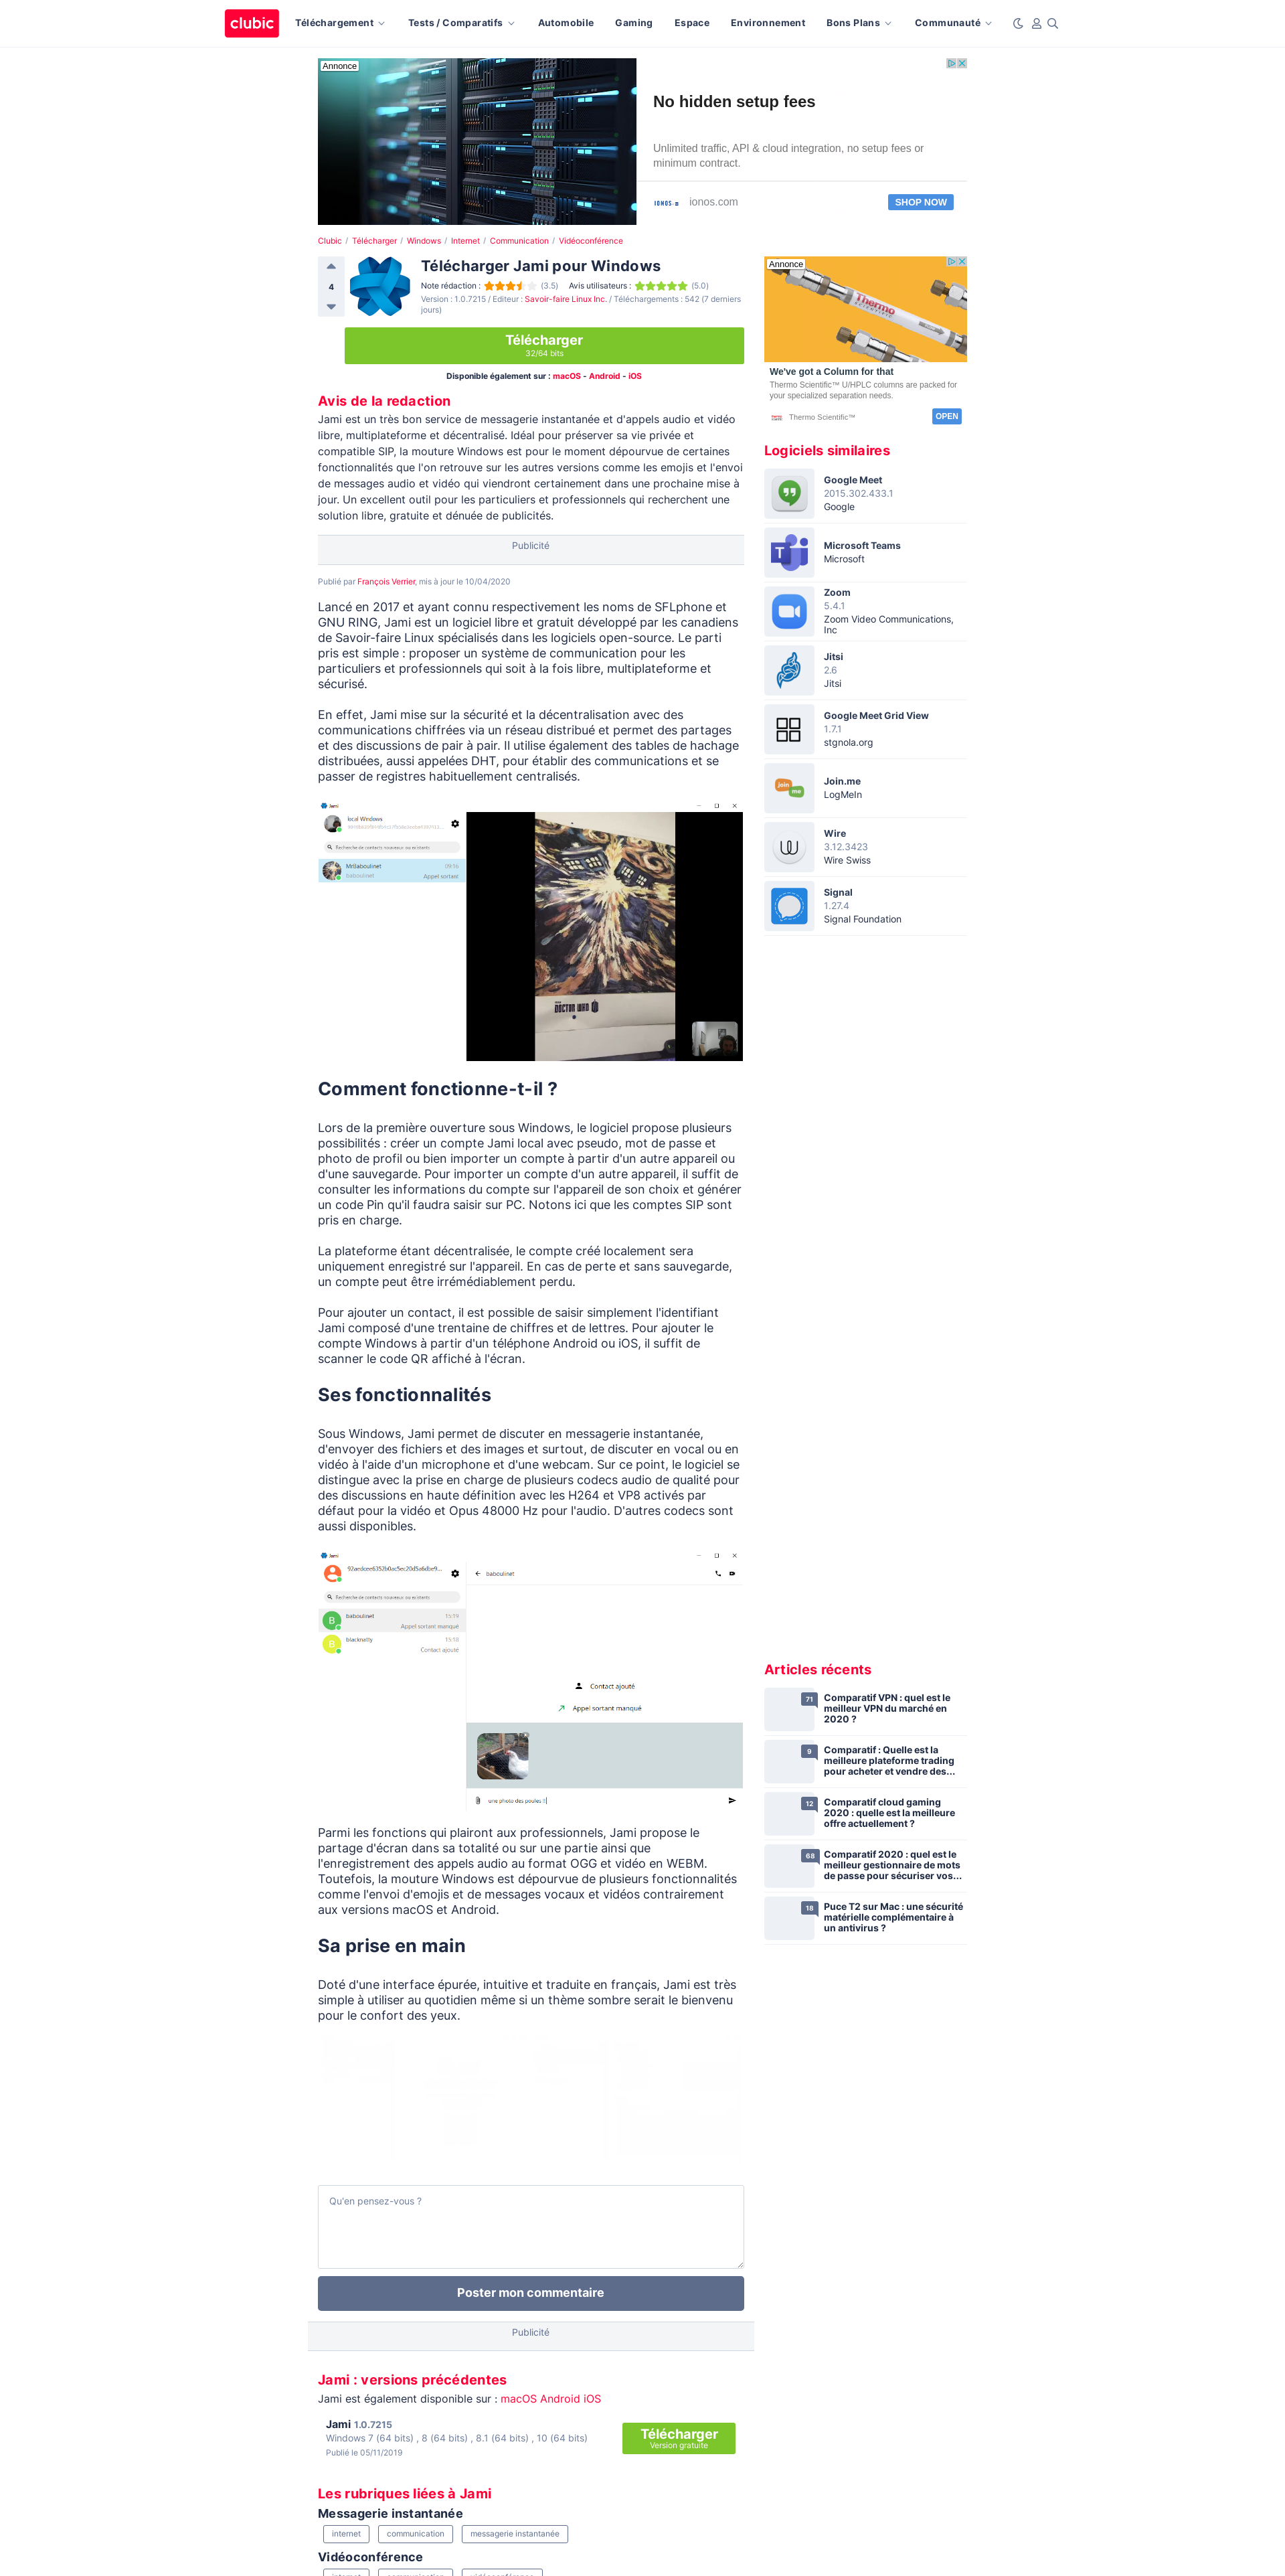 clubic
Téléchargement
Tests / Comparatifs
Automobile
Gaming
Espace
Environnement
Bons Plans
Communauté
Annonce
No hidden setup fees
Unlimited traffic, API & cloud integration, no setup fees or
minimum contract.
IONOS
ionos.com
SHOP NOW
Clubic / Télécharger / Windows / Internet / Communication / Vidéoconférence
4
Télécharger Jami pour Windows
Note rédaction : (3.5) Avis utilisateurs : (5.0)
Version : 1.0.7215 / Editeur : Savoir-faire Linux Inc. / Téléchargements : 542 (7 derniers
jours)
Télécharger
32/64 bits
Disponible également sur : macOS - Android - iOS
Avis de la redaction
Jami est un très bon service de messagerie instantanée et d'appels audio et vidéo
libre, multiplateforme et décentralisé. Idéal pour préserver sa vie privée et
compatible SIP, la mouture Windows est pour le moment dépourvue de certaines
fonctionnalités que l'on retrouve sur les autres versions comme les emojis et l'envoi
de messages audio et vidéo qui viendront certainement dans une prochaine mise à
jour. Un excellent outil pour les particuliers et professionnels qui recherchent une
solution libre, gratuite et dénuée de publicités.
Publicité
Publié par François Verrier, mis à jour le 10/04/2020
Lancé en 2017 et ayant connu respectivement les noms de SFLphone et
GNU RING, Jami est un logiciel libre et gratuit développé par les canadiens
de Savoir-faire Linux spécialisés dans les logiciels open-source. Le parti
pris est simple : proposer un système de communication pour les
particuliers et professionnels qui soit à la fois libre, multiplateforme et
sécurisé.
En effet, Jami mise sur la sécurité et la décentralisation avec des
communications chiffrées via un réseau distribué et permet des partages
et des discussions de pair à pair. Il utilise également des tables de hachage
distribuées, aussi appelées DHT, pour établir des communications et se
passer de registres habituellement centralisés.
Jami
local Windows
Recherche de contacts nouveaux ou existants
Mrllaboulinet
09:16
baboulinet
Appel sortant
DOCTOR WHO
Comment fonctionne-t-il ?
Lors de la première ouverture sous Windows, le logiciel propose plusieurs
possibilités : créer un compte Jami local avec pseudo, mot de passe et
photo de profil ou bien importer un compte à partir d'un autre appareil ou
d'une sauvegarde. Pour importer un compte d'un autre appareil, il suffit de
consulter les informations du compte sur l'appareil de son choix et générer
un code Pin qu'il faudra saisir sur PC. Notons ici que les comptes SIP sont
pris en charge.
La plateforme étant décentralisée, le compte créé localement sera
uniquement enregistré sur l'appareil. En cas de perte et sans sauvegarde,
un compte peut être irrémédiablement perdu.
Pour ajouter un contact, il est possible de saisir simplement l'identifiant
Jami composé d'une trentaine de chiffres et de lettres. Pour ajouter le
compte Windows à partir d'un téléphone Android ou iOS, il suffit de
scanner le code QR affiché à l'écran.
Ses fonctionnalités
Sous Windows, Jami permet de discuter en messagerie instantanée,
d'envoyer des fichiers et des images et surtout, de discuter en vocal ou en
vidéo à l'aide d'un microphone et d'une webcam. Sur ce point, le logiciel se
distingue avec la prise en charge de plusieurs codecs audio de qualité pour
des discussions en haute définition avec les H264 et VP8 activés par
défaut pour la vidéo et Opus 48000 Hz pour l'audio. D'autres codecs sont
aussi disponibles.
Jami
92aedcee6352b0ac5ec20d5a6dbe9...
baboulinet
Recherche de contacts nouveaux ou existants
B
baboulinet
15:19
Appel sortant manqué
B
blacknally
15:18
Contact ajouté
Contact ajouté
Appel sortant manqué
une photo des poules !
Parmi les fonctions qui plairont aux professionnels, Jami propose le
partage d'écran dans sa totalité ou sur une partie ainsi que
l'enregistrement des appels audio au format OGG et vidéo en WEBM.
Toutefois, la mouture Windows est dépourvue de plusieurs fonctionnalités
comme l'envoi d'emojis et de messages vocaux et vidéos contrairement
aux versions macOS et Android.
Sa prise en main
Doté d'une interface épurée, intuitive et traduite en français, Jami est très
simple à utiliser au quotidien même si un thème sombre serait le bienvenu
pour le confort des yeux.
Qu'en pensez-vous ?
Poster mon commentaire
Publicité
Jami : versions précédentes
Jami est également disponible sur : macOS Android iOS
Jami 1.0.7215
Windows 7 (64 bits) , 8 (64 bits) , 8.1 (64 bits) , 10 (64 bits)
Publié le 05/11/2019
Télécharger
Version gratuite
Les rubriques liées à Jami
Messagerie instantanée
internet
communication
messagerie instantanée
Vidéoconférence
Annonce
Thermo
We've got a Column for that
Thermo Scientific™ U/HPLC columns are packed for
your specialized separation needs.
Thermo Scientific™
OPEN
Logiciels similaires
Google Meet
2015.302.433.1
Google
Microsoft Teams
Microsoft
Zoom
5.4.1
Zoom Video Communications,
Inc
Jitsi
2.6
Jitsi
Google Meet Grid View
1.7.1
stgnola.org
join me
Join.me
LogMeIn
Wire
3.12.3423
Wire Swiss
Signal
1.27.4
Signal Foundation
Articles récents
71
Comparatif VPN : quel est le
meilleur VPN du marché en
2020 ?
9
Comparatif : Quelle est la
meilleure plateforme trading
pour acheter et vendre des...
12
Comparatif cloud gaming
2020 : quelle est la meilleure
offre actuellement ?
68
Comparatif 2020 : quel est le
meilleur gestionnaire de mots
de passe pour sécuriser vos...
18
Puce T2 sur Mac : une sécurité
matérielle complémentaire à
un antivirus ?